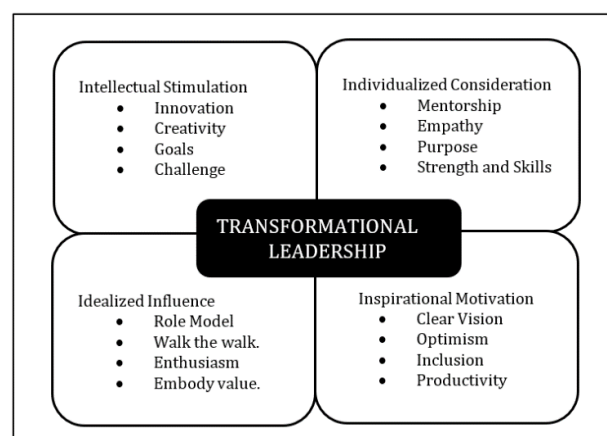 Intellectual Stimulation
• Innovation
• Creativity
• Goals
• Challenge
Individualized Consideration
• Mentorship
• Empathy
• Purpose
• Strength and Skills
TRANSFORMATIONAL
LEADERSHIP
Idealized Influence
• Role Model
• Walk the walk.
• Enthusiasm
• Embody value.
Inspirational Motivation
• Clear Vision
• Optimism
• Inclusion
• Productivity